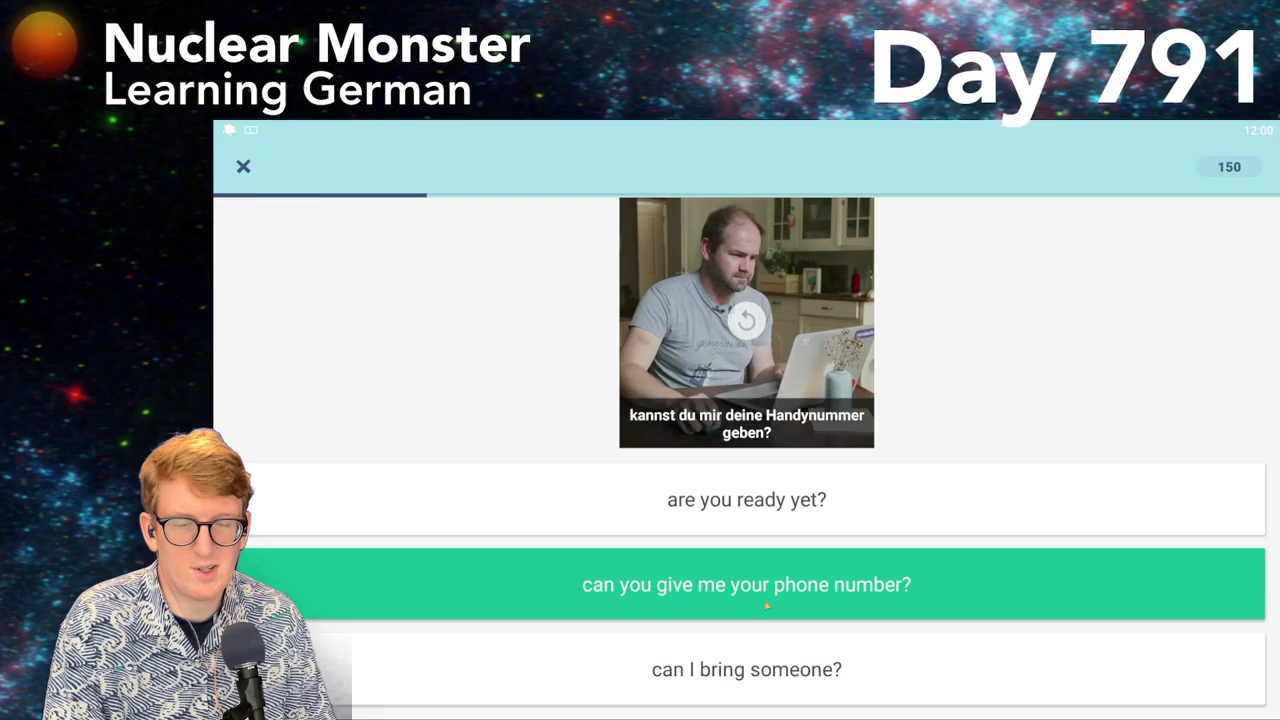 Nuclear Monster
Learning German
Day 791
12:00
150
kannst du mir deine Handynummer
geben?
are you ready yet?
can you give me your phone number?
can I bring someone?